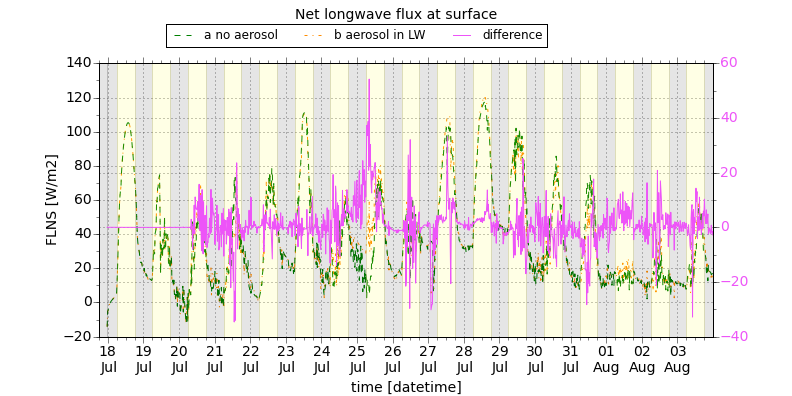 Net longwave flux at surface
a no aerosol b aerosol in LW difference
140 60
120
100 40
80
60 20
40
20 0
0 −20
−20 −40
FLNS [W/m2]
18 19 20 21 22 23 24 25 26 27 28 29 30 31 01 02 03
Jul Jul Jul Jul Jul Jul Jul Jul Jul Jul Jul Jul Jul Jul Aug Aug Aug
time [datetime]